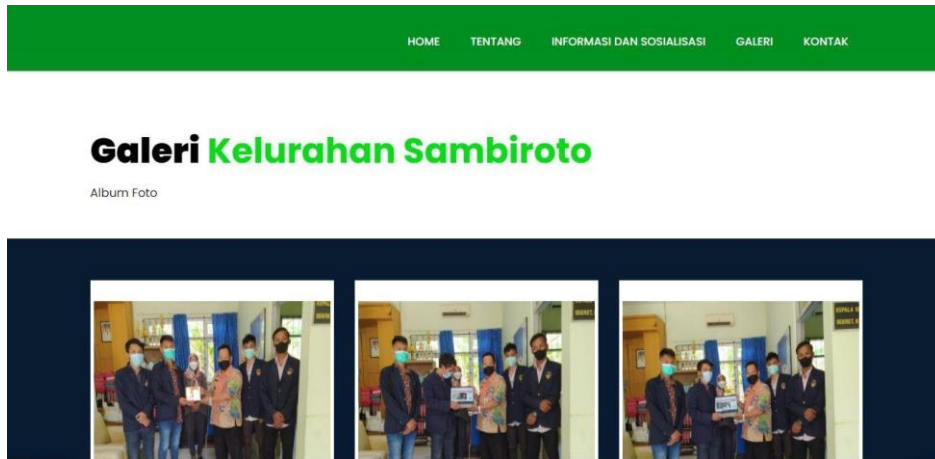 HOME TENTANG INFORMASI DAN SOSIALISASI GALERI KONTAK
Galeri Kelurahan Sambiroto
Album Foto